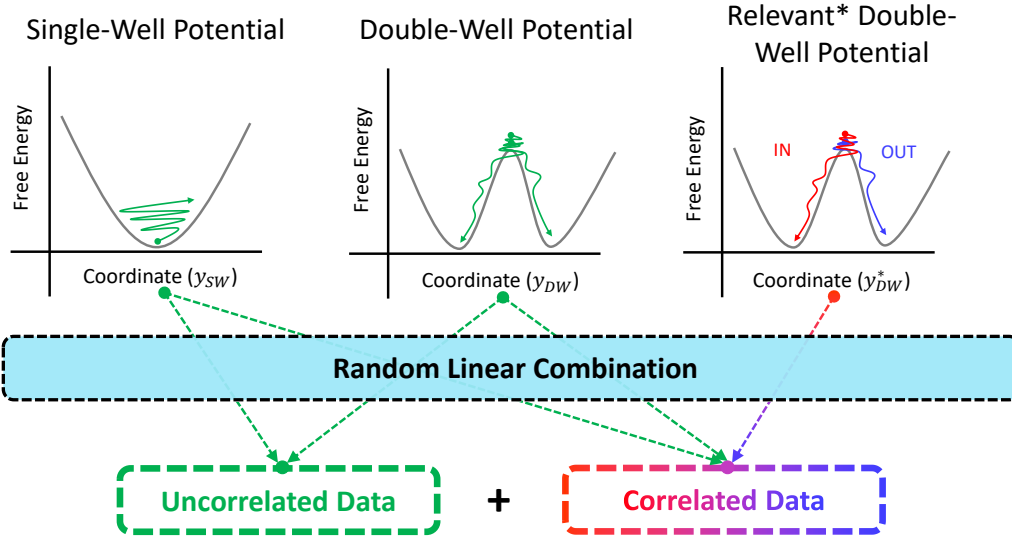 Single-Well Potential
Double-Well Potential
Relevant* Double-
Well Potential
Free Energy
Free Energy
Free Energy
IN
OUT
Coordinate (y_SW)
Coordinate (y_DW)
Coordinate (y*_DW)
Random Linear Combination
Uncorrelated Data
+
Correlated Data